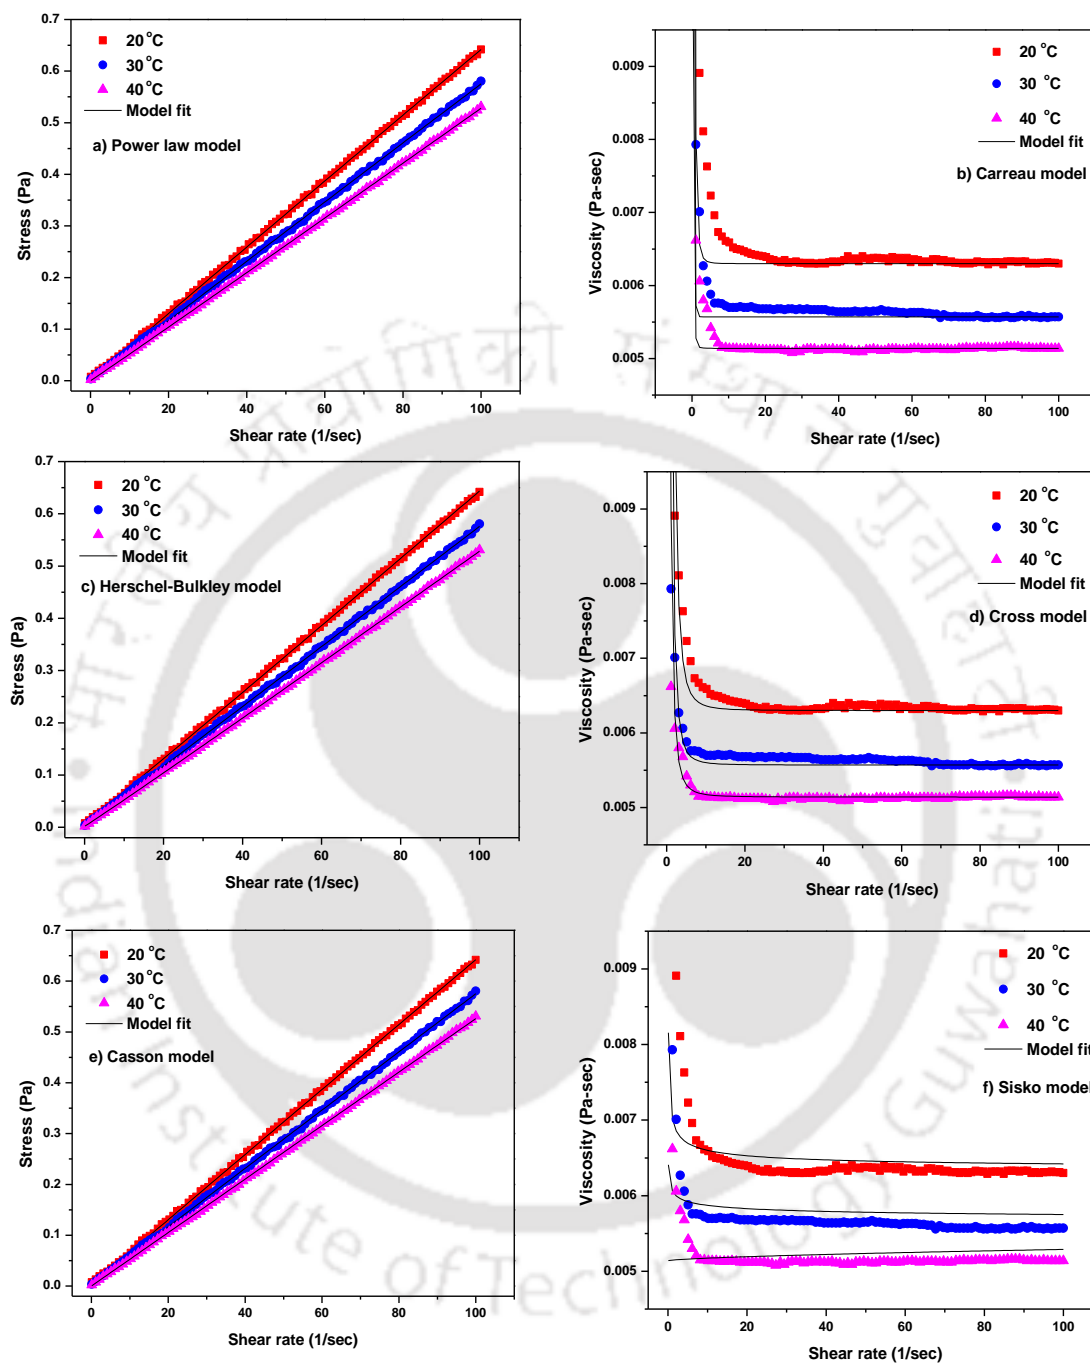 0.7
0.6
0.5
0.4
0.3
0.2
0.1
0.0
Stress (Pa)
20 °C
30 °C
40 °C
Model fit
a) Power law model
0 20 40 60 80 100
Shear rate (1/sec)
0.009
0.008
0.007
0.006
0.005
Viscosity (Pa-sec)
20 °C
30 °C
40 °C
Model fit
b) Carreau model
0 20 40 60 80 100
Shear rate (1/sec)
0.7
0.6
0.5
0.4
0.3
0.2
0.1
0.0
Stress (Pa)
20 °C
30 °C
40 °C
Model fit
c) Herschel-Bulkley model
0 20 40 60 80 100
Shear rate (1/sec)
0.009
0.008
0.007
0.006
0.005
Viscosity (Pa-sec)
20 °C
30 °C
40 °C
Model fit
d) Cross model
0 20 40 60 80 100
Shear rate (1/sec)
0.7
0.6
0.5
0.4
0.3
0.2
0.1
0.0
Stress (Pa)
20 °C
30 °C
40 °C
Model fit
e) Casson model
0 20 40 60 80 100
Shear rate (1/sec)
0.009
0.008
0.007
0.006
0.005
Viscosity (Pa-sec)
20 °C
30 °C
40 °C
Model fit
f) Sisko model
0 20 40 60 80 100
Shear rate (1/sec)
Indian Institute of Technology Guwahati